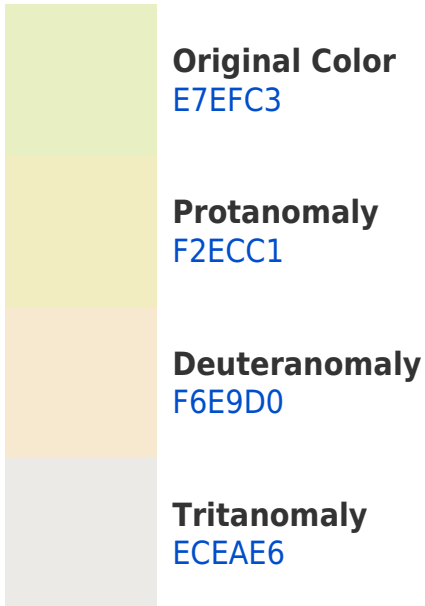 Original Color
E7EFC3
Protanomaly
F2ECC1
Deuteranomaly
F6E9D0
Tritanomaly
ECEAE6